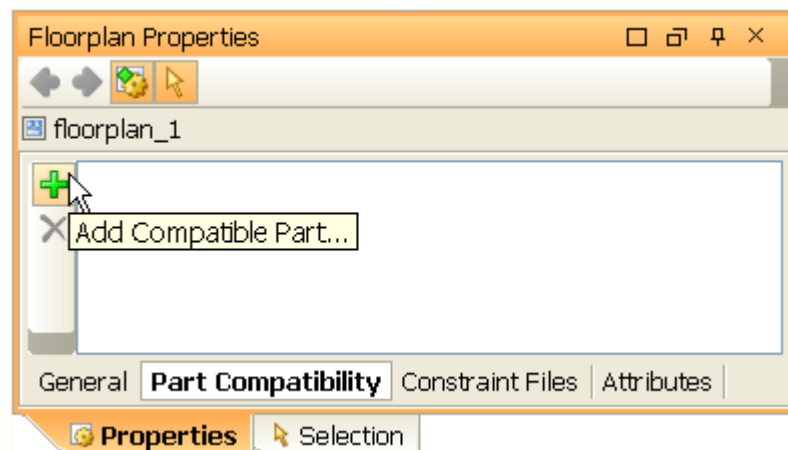 Floorplan Properties
floorplan_1
Add Compatible Part...
General Part Compatibility Constraint Files Attributes
Properties Selection